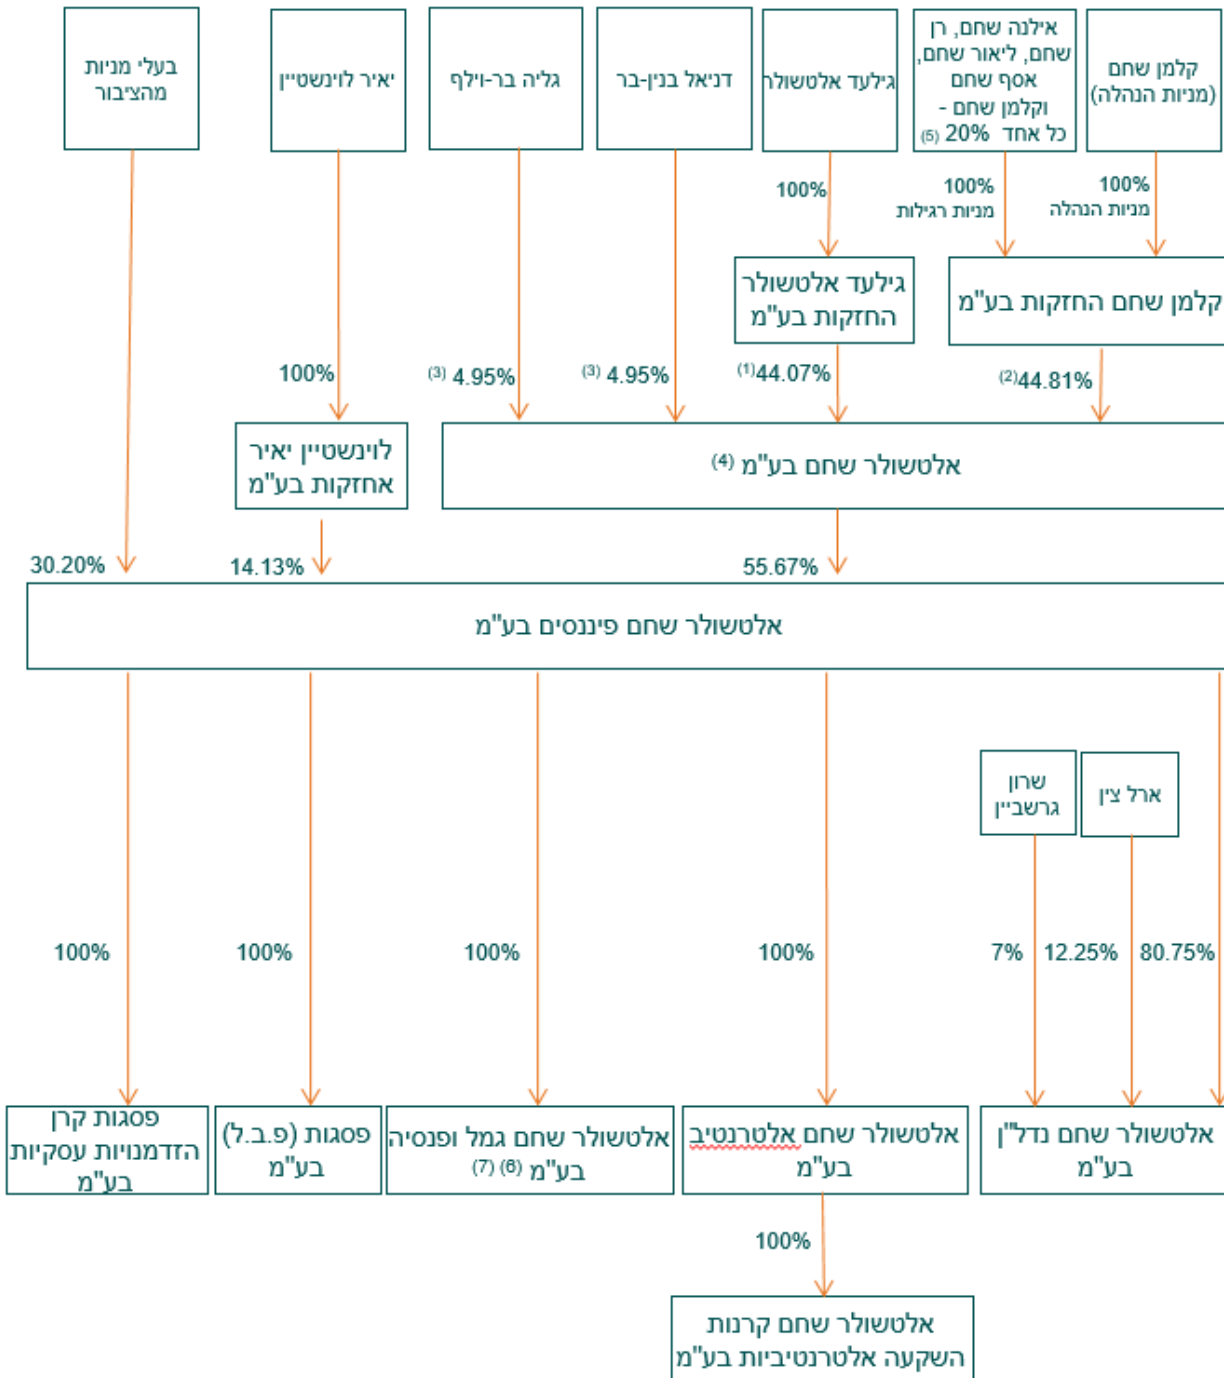 קלמן שחם
(מניות הנהלה)
אילנה שחם, רן
שחם, ליאור שחם,
אסף שחם
וקלמן שחם -
כל אחד 20% (5)
גילעד אלטשולר
דניאל בנין-בר
גליה בר-וילף
יאיר לוינשטיין
בעלי מניות
מהציבור
100%
מניות הנהלה
100%
מניות רגילות
100%
קלמן שחם החזקות בע"מ
גילעד אלטשולר
החזקות בע"מ
44.81%(2)
44.07%(1)
4.95% (3)
4.95% (3)
100%
אלטשולר שחם בע"מ (4)
לוינשטיין יאיר
אחזקות בע"מ
55.67%
14.13%
30.20%
אלטשולר שחם פיננסים בע"מ
ארל צין
שרון
גרשביין
80.75%
12.25%
7%
100%
100%
100%
100%
אלטשולר שחם נדל"ן
בע"מ
אלטשולר שחם אלטרנטיב
בע"מ
אלטשולר שחם גמל ופנסיה
בע"מ (6) (7)
פסגות (פ.ב.ל)
בע"מ
פסגות קרן
הזדמנויות עסקיות
בע"מ
100%
אלטשולר שחם קרנות
השקעה אלטרנטיביות בע"מ